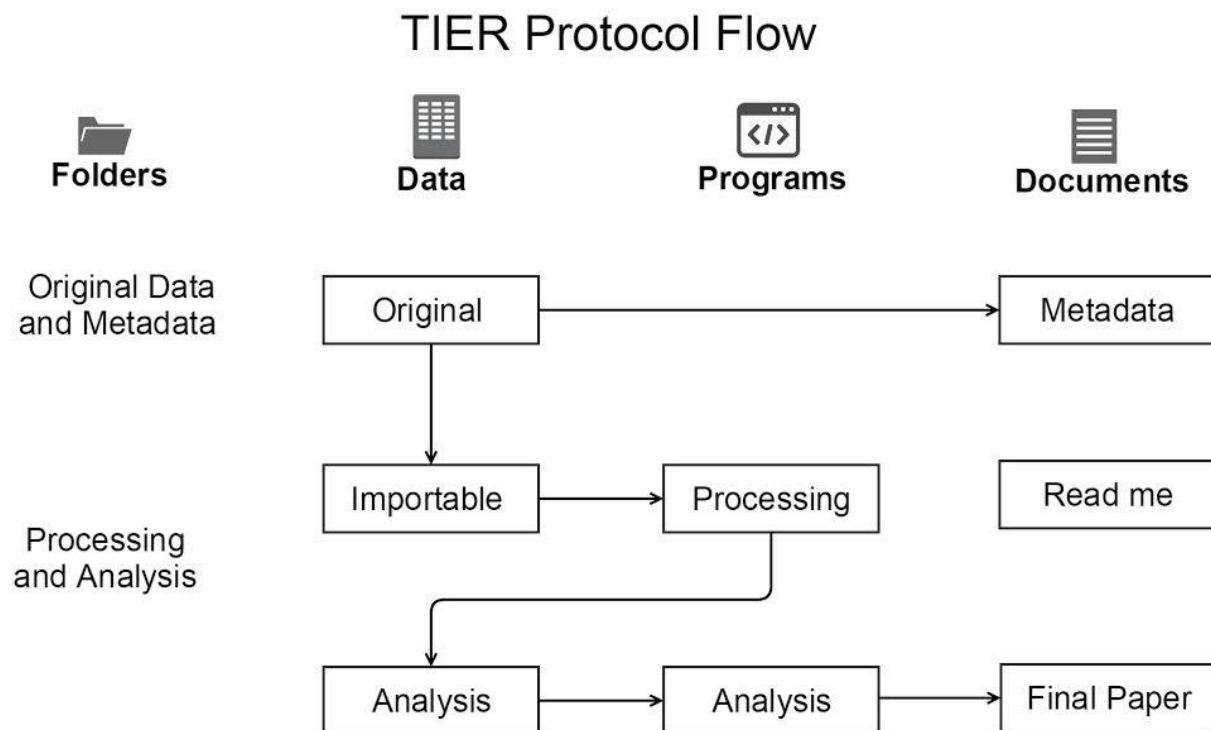 TIER Protocol Flow
Folders
Data
Programs
Documents
Original Data
and Metadata
Original
Metadata
Importable
Processing
Read me
Processing
and Analysis
Analysis
Analysis
Final Paper